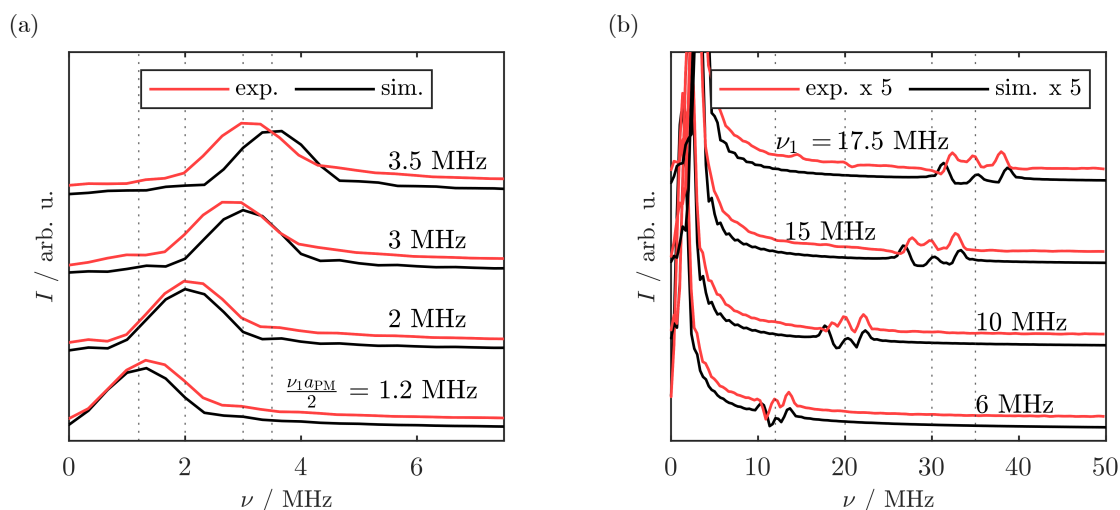 (a)
exp. sim.
3.5 MHz
3 MHz
2 MHz
ν₁a_PM/2 = 1.2 MHz
I / arb. u.
0 2 4 6
ν / MHz
(b)
exp. x 5 sim. x 5
ν₁ = 17.5 MHz
15 MHz
10 MHz
6 MHz
I / arb. u.
0 10 20 30 40 50
ν / MHz